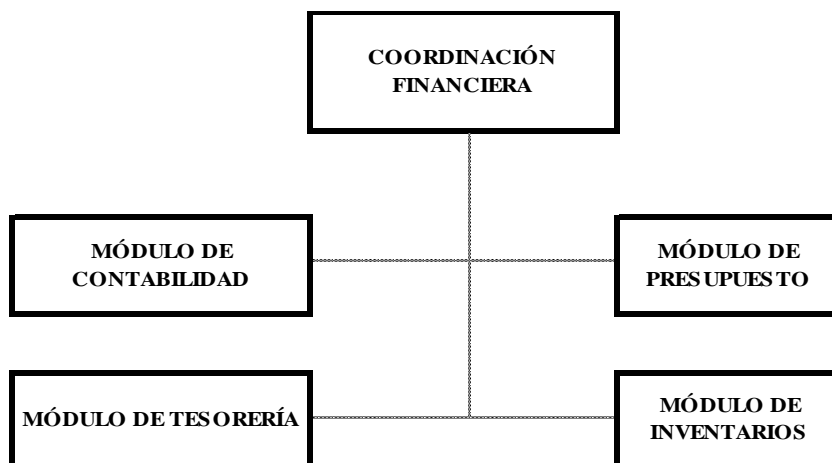 COORDINACIÓN
FINANCIERA
MÓDULO DE
CONTABILIDAD
MÓDULO DE
PRESUPUESTO
MÓDULO DE TESORERÍA
MÓDULO DE
INVENTARIOS